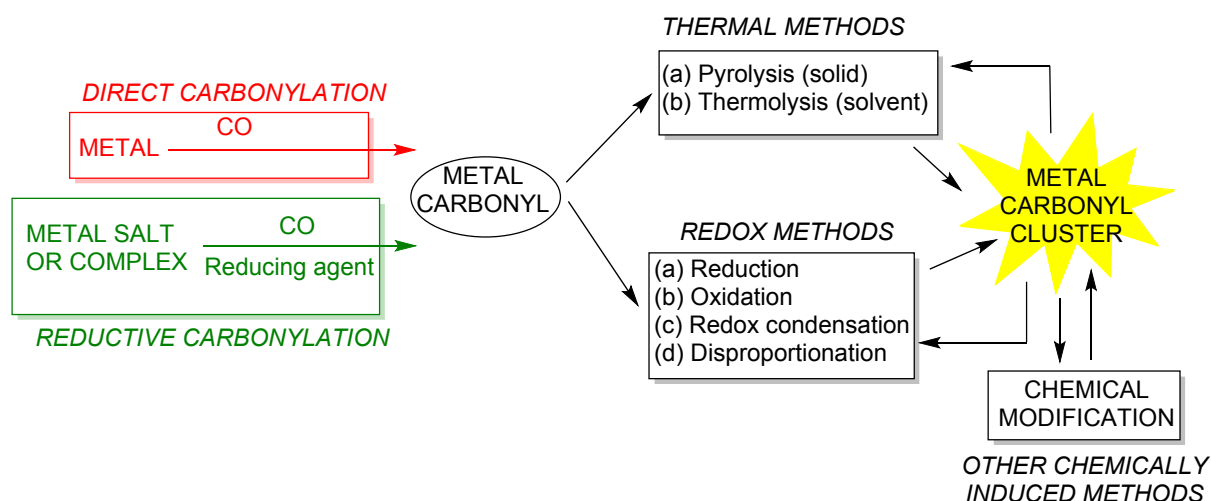 THERMAL METHODS
(a) Pyrolysis (solid)
(b) Thermolysis (solvent)
DIRECT CARBONYLATION
CO
METAL
METAL
CARBONYL
METAL
CARBONYL
CLUSTER
METAL SALT
OR COMPLEX
CO
Reducing agent
REDUCTIVE CARBONYLATION
REDOX METHODS
(a) Reduction
(b) Oxidation
(c) Redox condensation
(d) Disproportionation
CHEMICAL
MODIFICATION
OTHER CHEMICALLY
INDUCED METHODS